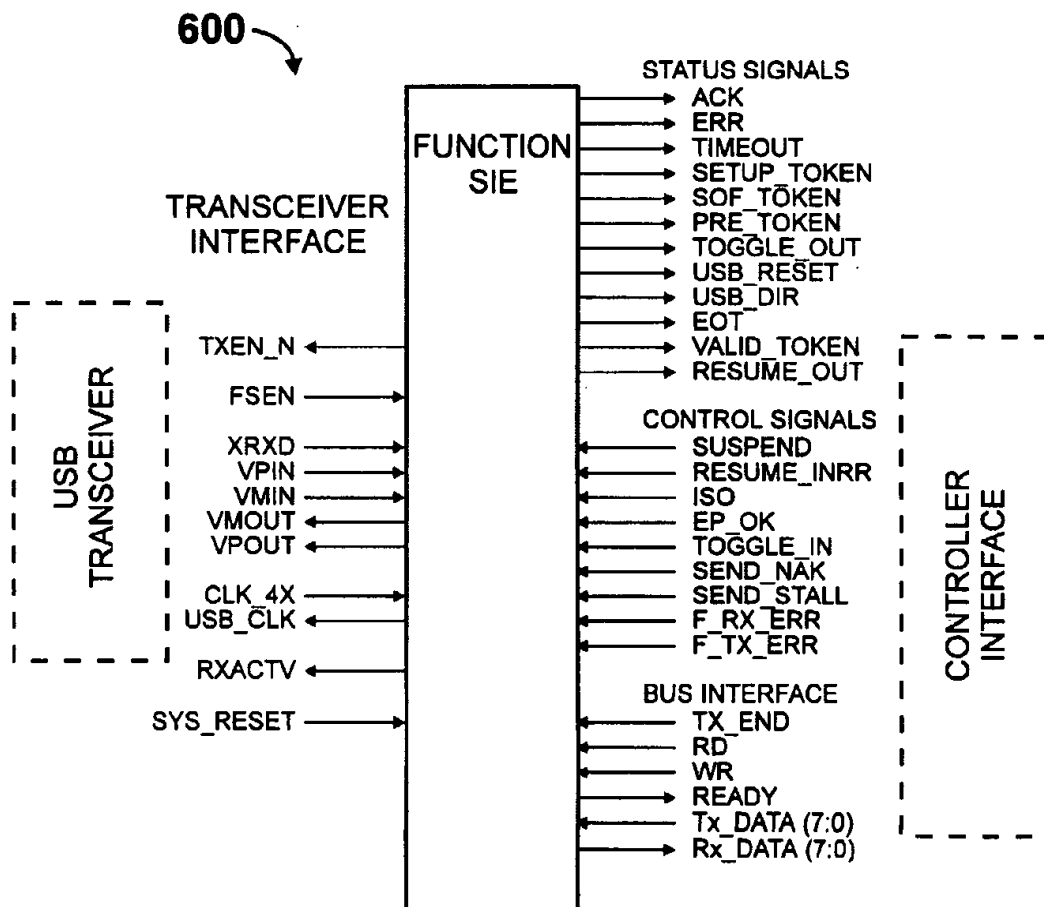 600
FUNCTION
SIE
TRANSCEIVER
INTERFACE
USB
TRANSCEIVER
TXEN_N
FSEN
XRXD
VPIN
VMIN
VMOUT
VPOUT
CLK_4X
USB_CLK
RXACTV
SYS_RESET
STATUS SIGNALS
ACK
ERR
TIMEOUT
SETUP_TOKEN
SOF_TOKEN
PRE_TOKEN
TOGGLE_OUT
USB_RESET
USB_DIR
EOT
VALID_TOKEN
RESUME_OUT
CONTROL SIGNALS
SUSPEND
RESUME_INRR
ISO
EP_OK
TOGGLE_IN
SEND_NAK
SEND_STALL
F_RX_ERR
F_TX_ERR
BUS INTERFACE
TX_END
RD
WR
READY
Tx_DATA (7:0)
Rx_DATA (7:0)
CONTROLLER
INTERFACE